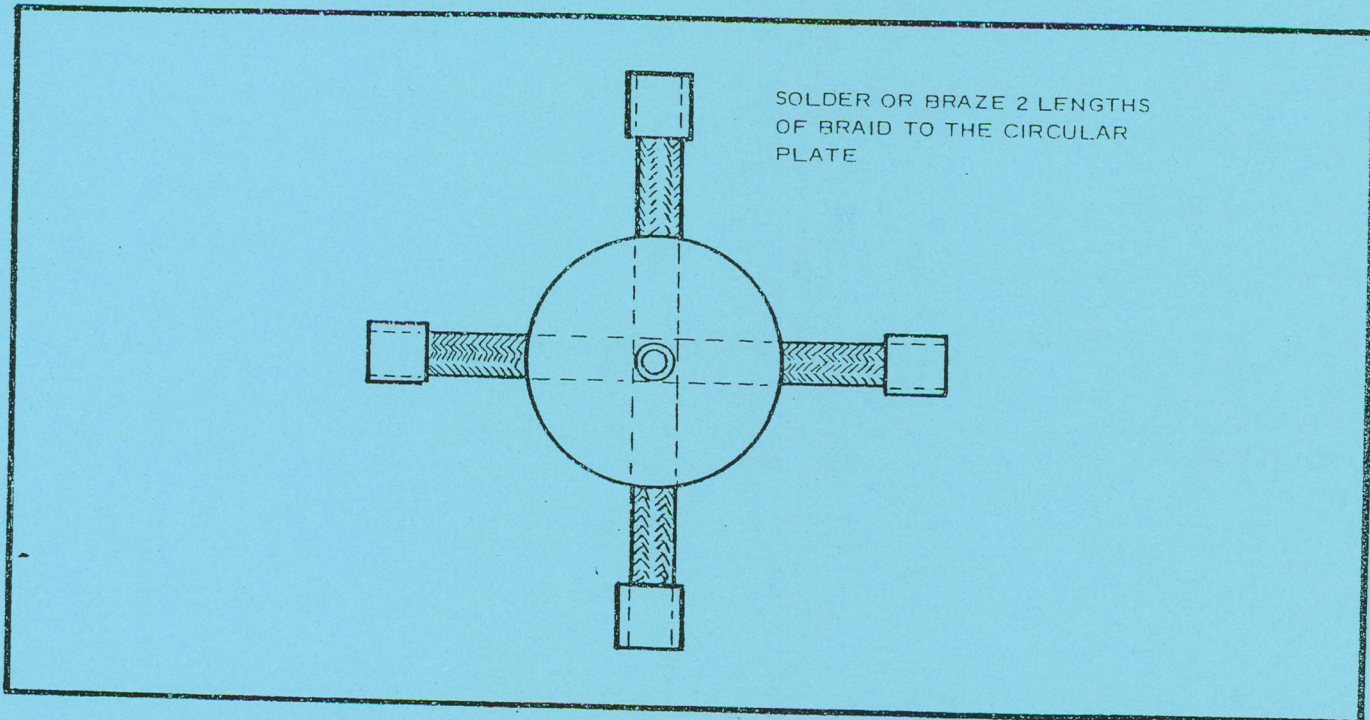 SOLDER OR BRAZE 2 LENGTHS
OF BRAID TO THE CIRCULAR
PLATE